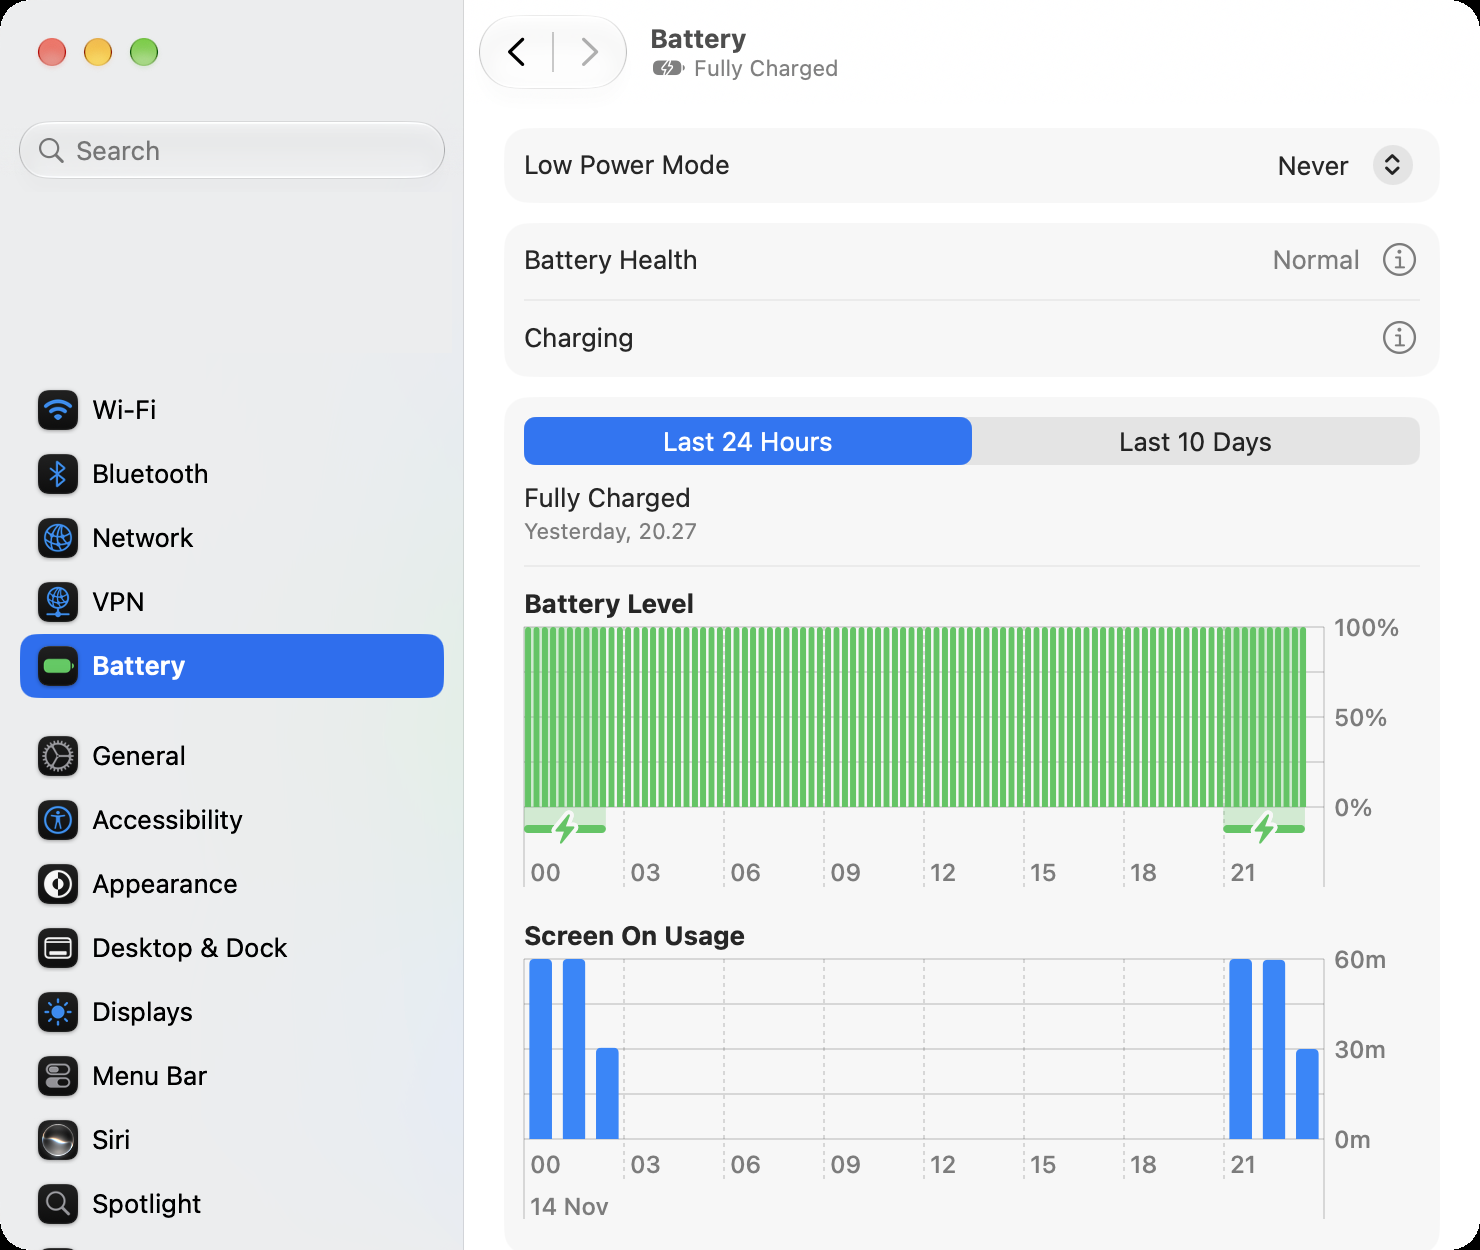 Search
Wi-Fi
Bluetooth
Network
VPN
Battery
General
Accessibility
Appearance
Desktop & Dock
Displays
Menu Bar
Siri
Spotlight
Battery
Fully Charged
Low Power Mode Never
Battery Health Normal
Charging
Last 24 Hours Last 10 Days
Fully Charged
Yesterday, 20.27
Battery Level
100%
50%
0%
00 03 06 09 12 15 18 21
Screen On Usage
60m
30m
0m
00 03 06 09 12 15 18 21
14 Nov